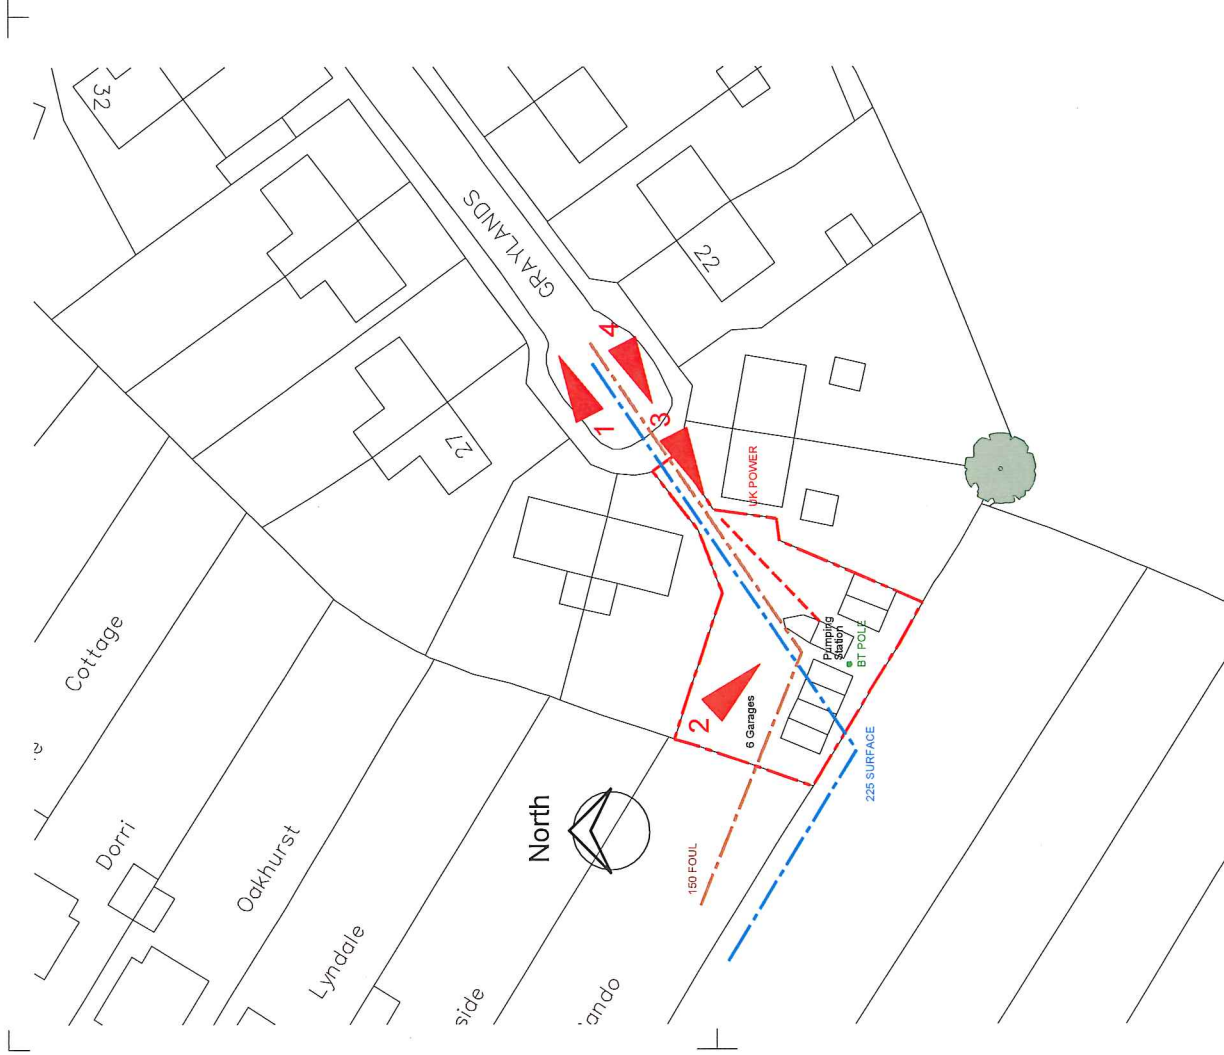 32
GRAYLANDS
22
27
1
4
3
UK POWER
Cottage
Pumping
Station
BT POLE
2
6 Garages
225 SURFACE
North
Dorri
Oakhurst
150 FOUL
Lyndale
side